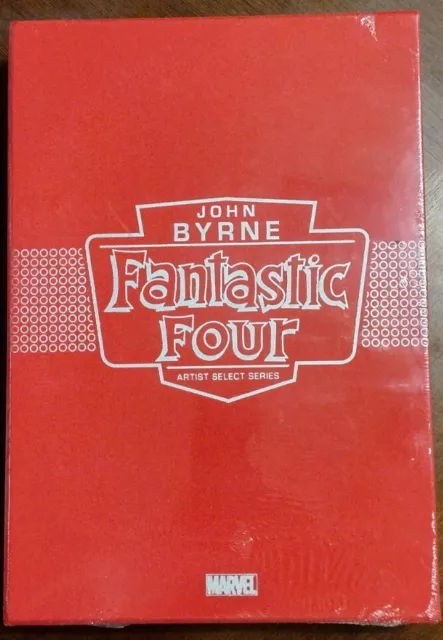 JOHN
BYRNE
Fantastic
Four
ARTIST SELECT SERIES
MARVEL